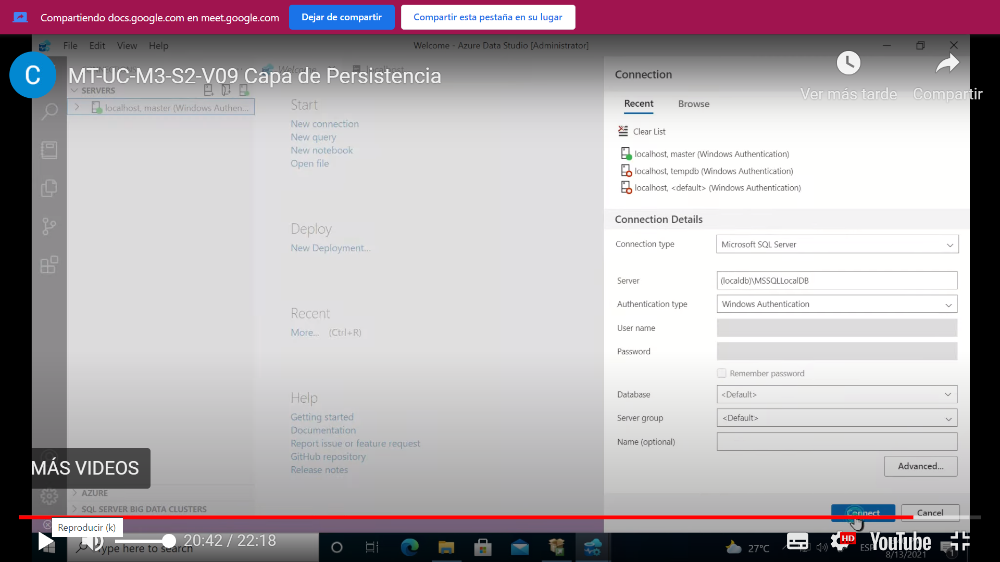 Compartiendo docs.google.com en meet.google.com
Dejar de compartir
Compartir esta pestaña en su lugar
File Edit View Help
Welcome - Azure Data Studio [Administrator]
C
MT-UC-M3-S2-V09 Capa de Persistencia
Ver más tarde
Compartir
CONNECTIONS
Welcome
localhost
SERVERS
localhost, master (Windows Authen...
Start
New connection
New query
New notebook
Open file
Deploy
New Deployment...
Recent
More... (Ctrl+R)
Help
Getting started
Documentation
Report issue or feature request
GitHub repository
Release notes
Connection
Recent Browse
Clear List
localhost, master (Windows Authentication)
localhost, tempdb (Windows Authentication)
localhost, <default> (Windows Authentication)
Connection Details
Connection type Microsoft SQL Server
Server (localdb)\MSSQLLocalDB
Authentication type Windows Authentication
User name
Password
Remember password
Database <Default>
Server group <Default>
Name (optional)
Advanced...
Connect Cancel
MÁS VIDEOS
AZURE
SQL SERVER BIG DATA CLUSTERS
Reproducir (k)
20:42 / 22:18
Type here to search
27°C
HD
ESP
YouTube
8/13/2021
1